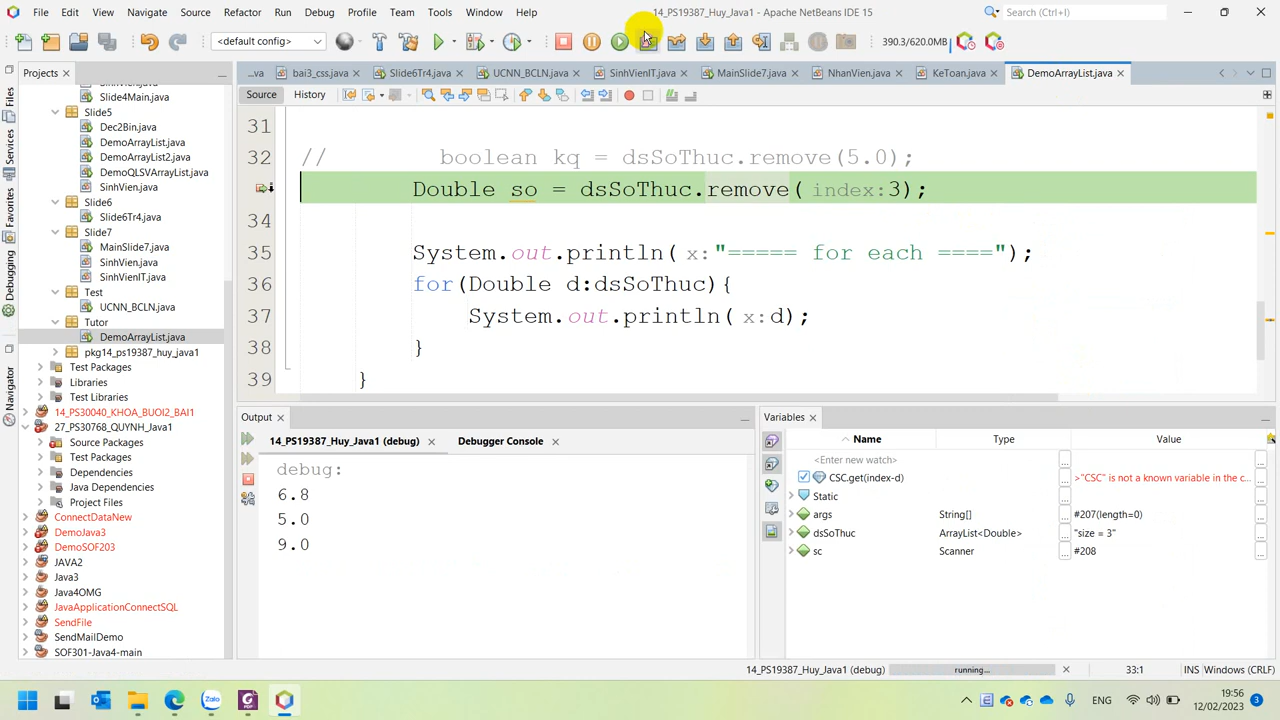 File Edit View Navigate Source Refactor Run Debug Profile Team Tools Window Help
14_PS19387_Huy_Java1 - Apache NetBeans IDE 15
Search (Ctrl+I)
<default config>
390.3/620.0MB
Projects
...va bai3_css.java Slide6Tr4.java UCNN_BCLN.java SinhVienIT.java MainSlide7.java NhanVien.java KeToan.java DemoArrayList.java
Source History
Files
Services
Favorites
Debugging
Navigator
SinhVien.java
Slide4Main.java
Slide5
Dec2Bin.java
DemoArrayList.java
DemoArrayList2.java
DemoQLSVArrayList.java
SinhVien.java
Slide6
Slide6Tr4.java
Slide7
MainSlide7.java
SinhVien.java
SinhVienIT.java
Test
UCNN_BCLN.java
Tutor
DemoArrayList.java
pkg14_ps19387_huy_java1
Test Packages
Libraries
Test Libraries
14_PS30040_KHOA_BUOI2_BAI1
27_PS30768_QUYNH_Java1
Source Packages
Test Packages
Dependencies
Java Dependencies
Project Files
ConnectDataNew
DemoJava3
DemoSOF203
JAVA2
Java3
Java4OMG
JavaApplicationConnectSQL
SendFile
SendMailDemo
SOF301-Java4-main
31
32 // boolean kq = dsSoThuc.remove(5.0);
Double so = dsSoThuc.remove( index:3);
34
35 System.out.println( x:"===== for each ====");
36 for(Double d:dsSoThuc){
37 System.out.println( x:d);
38 }
39 }
Output
14_PS19387_Huy_Java1 (debug) Debugger Console
debug:
6.8
5.0
9.0
Variables
Name Type Value
<Enter new watch> ... ...
CSC.get(index-d) ... >"CSC" is not a known variable in the c... ...
Static ... ...
args String[] ... #207(length=0) ...
dsSoThuc ArrayList<Double> ... "size = 3" ...
sc Scanner ... #208 ...
14_PS19387_Huy_Java1 (debug) running... 33:1 INS Windows (CRLF)
Zalo
ENG
19:56
12/02/2023
3